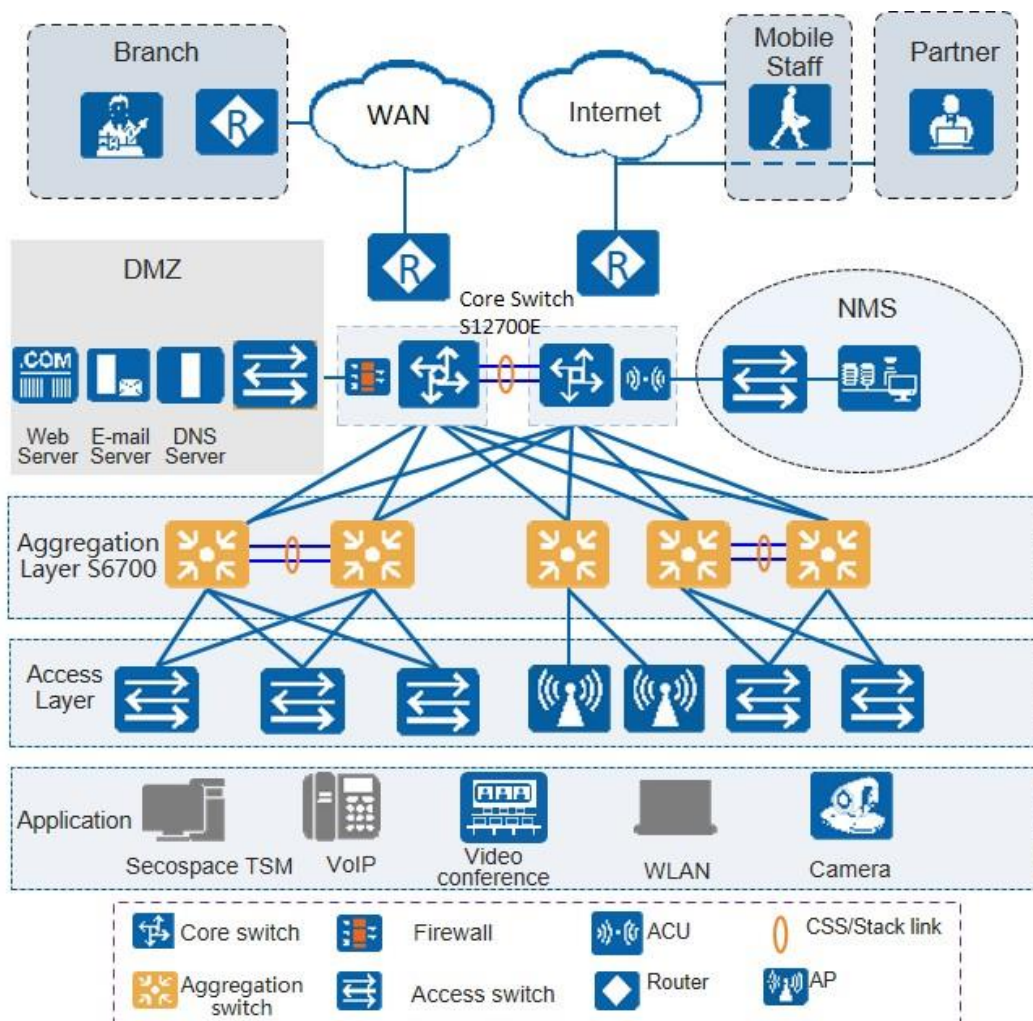 Branch
Mobile
Staff
Partner
WAN
Internet
R
R
R
DMZ
Core Switch
S12700E
NMS
.COM
Web
Server
E-mail
Server
DNS
Server
Aggregation
Layer S6700
Access
Layer
Application
Secospace TSM
VoIP
Video
conference
WLAN
Camera
Core switch
Firewall
ACU
CSS/Stack link
Aggregation
switch
Access switch
Router
AP